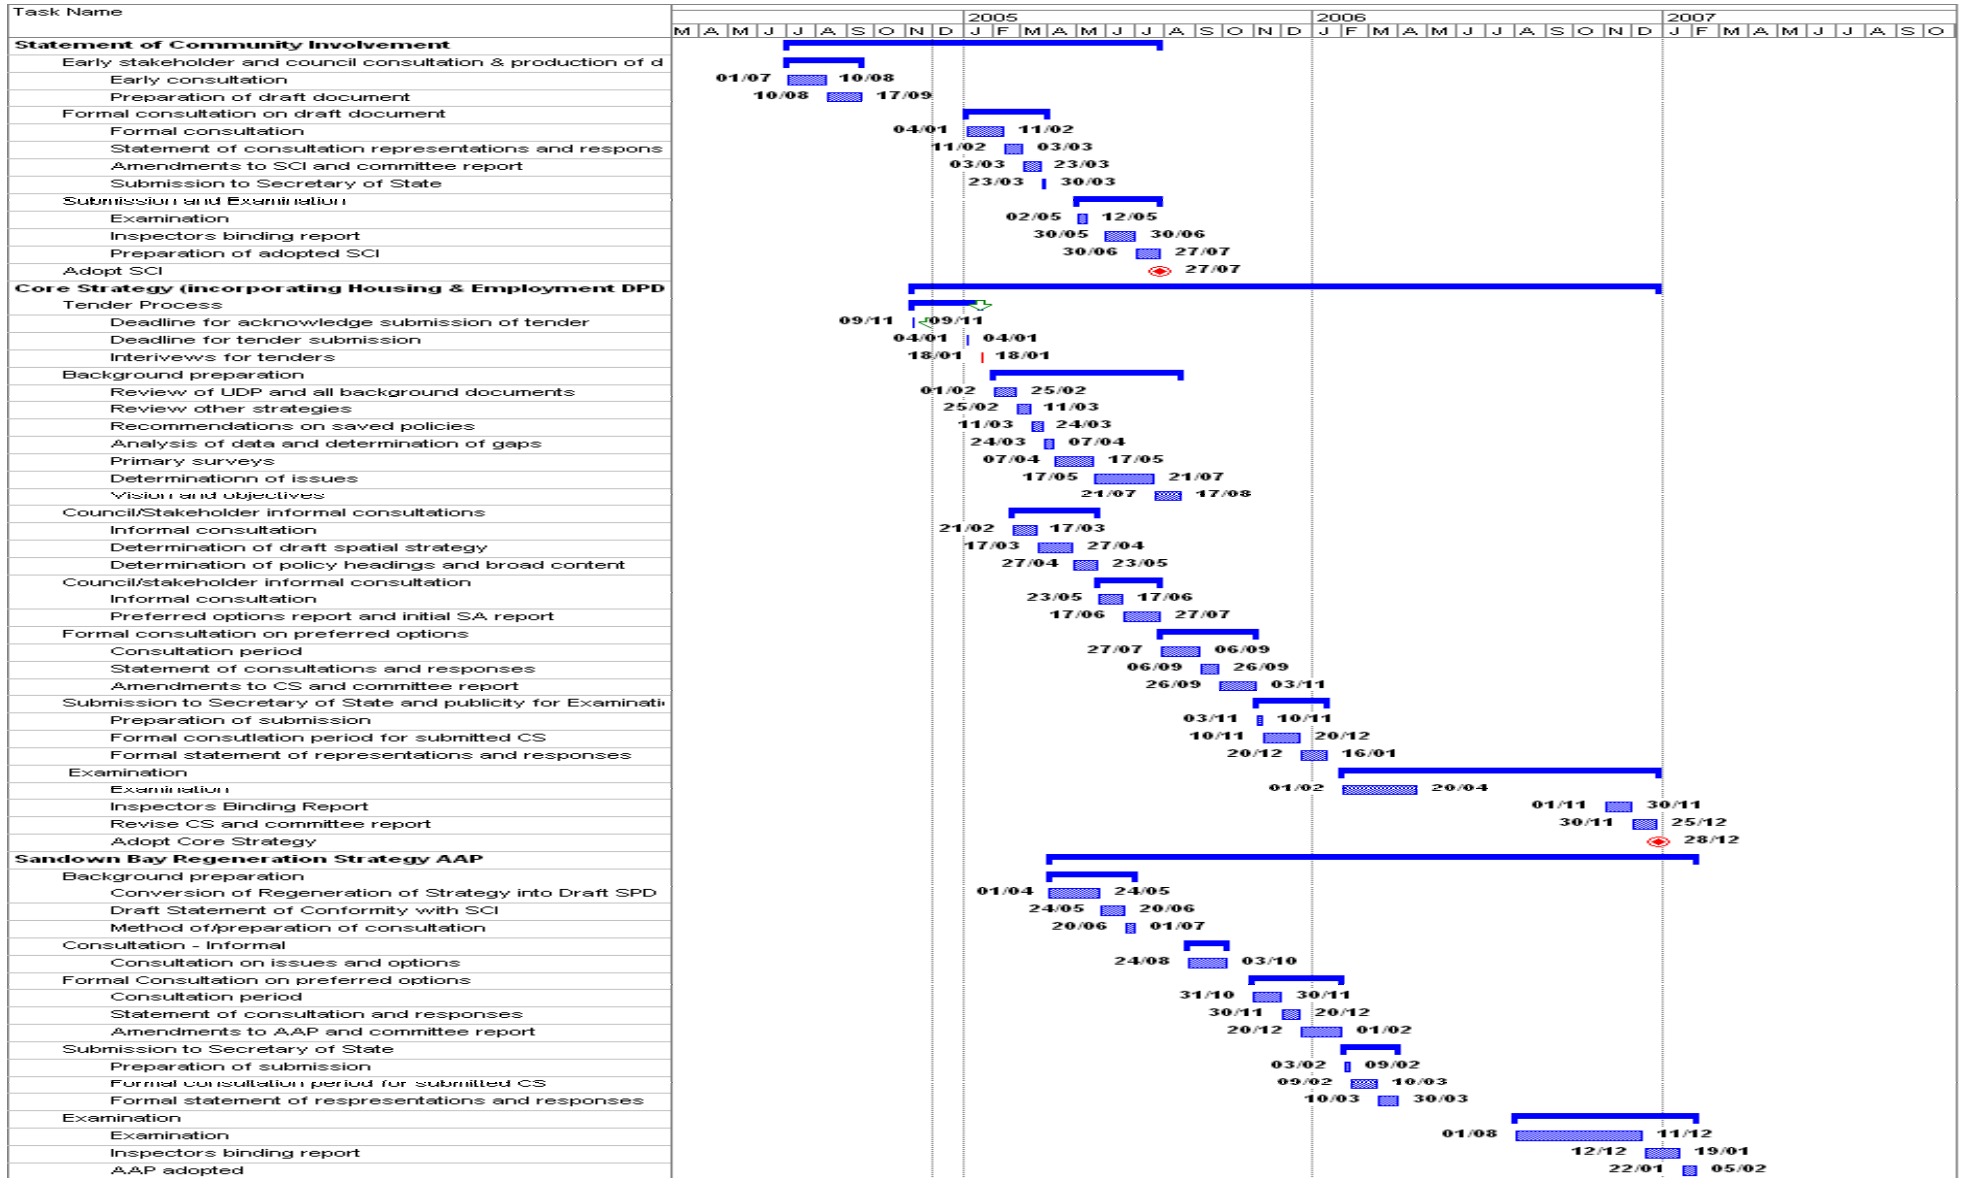 Task Name
2005 2006 2007
M A M J J A S O N D J F M A M J J A S O N D J F M A M J J A S O N D J F M A M J J A S O
Statement of Community Involvement
Early stakeholder and council consultation & production of d
Early consultation 01/07 10/08
Preparation of draft document 10/08 17/09
Formal consultation on draft document
Formal consultation 04/01 11/02
Statement of consultation representations and respons 11/02 03/03
Amendments to SCI and committee report 03/03 23/03
Submission to Secretary of State 23/03 30/03
Submission and Examination
Examination 02/05 12/05
Inspectors binding report 30/05 30/06
Preparation of adopted SCI 30/06 27/07
Adopt SCI 27/07
Core Strategy (incorporating Housing & Employment DPD
Tender Process
Deadline for acknowledge submission of tender 09/11 09/11
Deadline for tender submission 04/01 04/01
Interivews for tenders 18/01 18/01
Background preparation
Review of UDP and all background documents 01/02 25/02
Review other strategies 25/02 11/03
Recommendations on saved policies 11/03 24/03
Analysis of data and determination of gaps 24/03 07/04
Primary surveys 07/04 17/05
Determinationn of issues 17/05 21/07
Vision and objectives 21/07 17/08
Council/Stakeholder informal consultations
Informal consultation 21/02 17/03
Determination of draft spatial strategy 17/03 27/04
Determination of policy headings and broad content 27/04 23/05
Council/stakeholder informal consultation
Informal consultation 23/05 17/06
Preferred options report and initial SA report 17/06 27/07
Formal consultation on preferred options
Consultation period 27/07 06/09
Statement of consultations and responses 06/09 26/09
Amendments to CS and committee report 26/09 03/11
Submission to Secretary of State and publicity for Examinati
Preparation of submission 03/11 10/11
Formal consutlation period for submitted CS 10/11 20/12
Formal statement of representations and responses 20/12 16/01
Examination
Examination 01/02 20/04
Inspectors Binding Report 01/11 30/11
Revise CS and committee report 30/11 25/12
Adopt Core Strategy 28/12
Sandown Bay Regeneration Strategy AAP
Background preparation
Conversion of Regeneration of Strategy into Draft SPD 01/04 24/05
Draft Statement of Conformity with SCI 24/05 20/06
Method of/preparation of consultation 20/06 01/07
Consultation - Informal
Consultation on issues and options 24/08 03/10
Formal Consultation on preferred options
Consultation period 31/10 30/11
Statement of consultation and responses 30/11 20/12
Amendments to AAP and committee report 20/12 01/02
Submission to Secretary of State
Preparation of submission 03/02 09/02
Formal consultation period for submitted CS 09/02 10/03
Formal statement of respresentations and responses 10/03 30/03
Examination
Examination 01/08 11/12
Inspectors binding report 12/12 19/01
AAP adopted 22/01 05/02